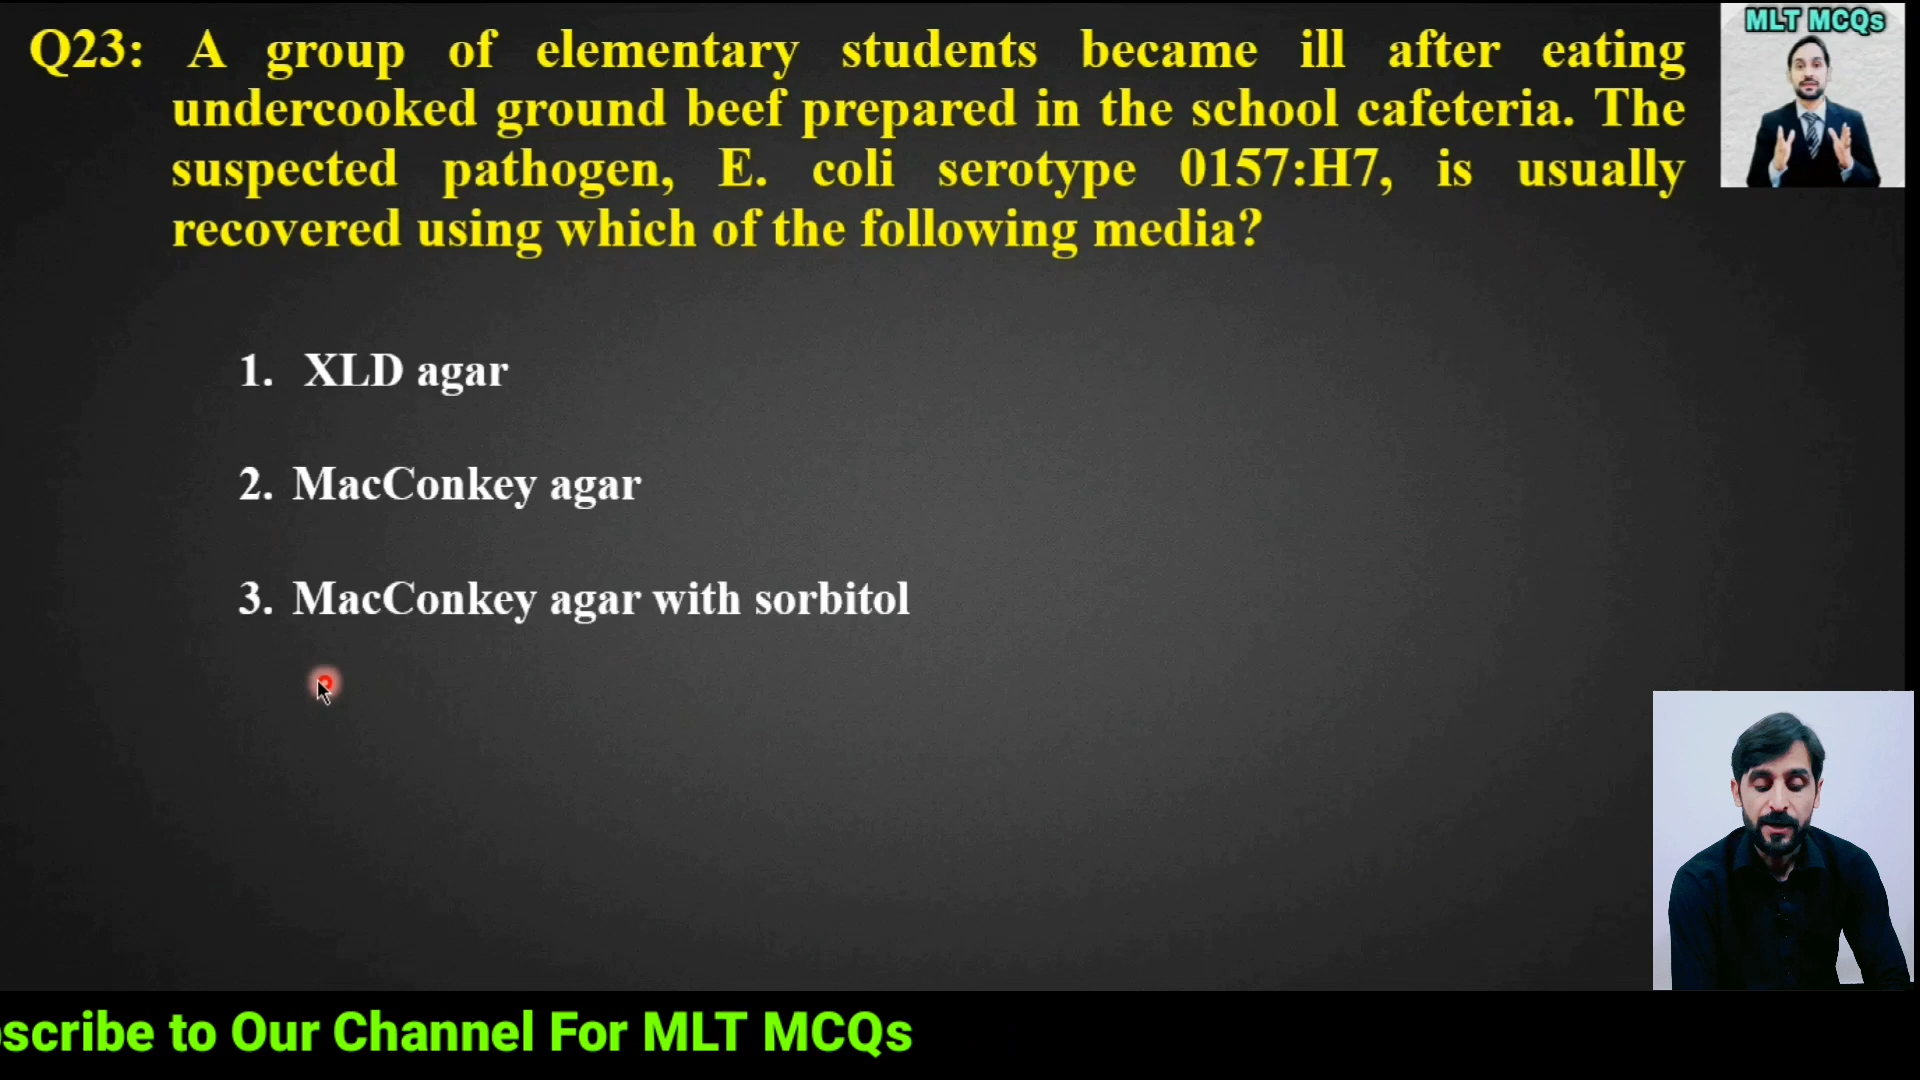 MLT MCQs
Q23: A group of elementary students became ill after eating
undercooked ground beef prepared in the school cafeteria. The
suspected pathogen, E. coli serotype 0157:H7, is usually
recovered using which of the following media?
1. XLD agar
2. MacConkey agar
3. MacConkey agar with sorbitol
scribe to Our Channel For MLT MCQs